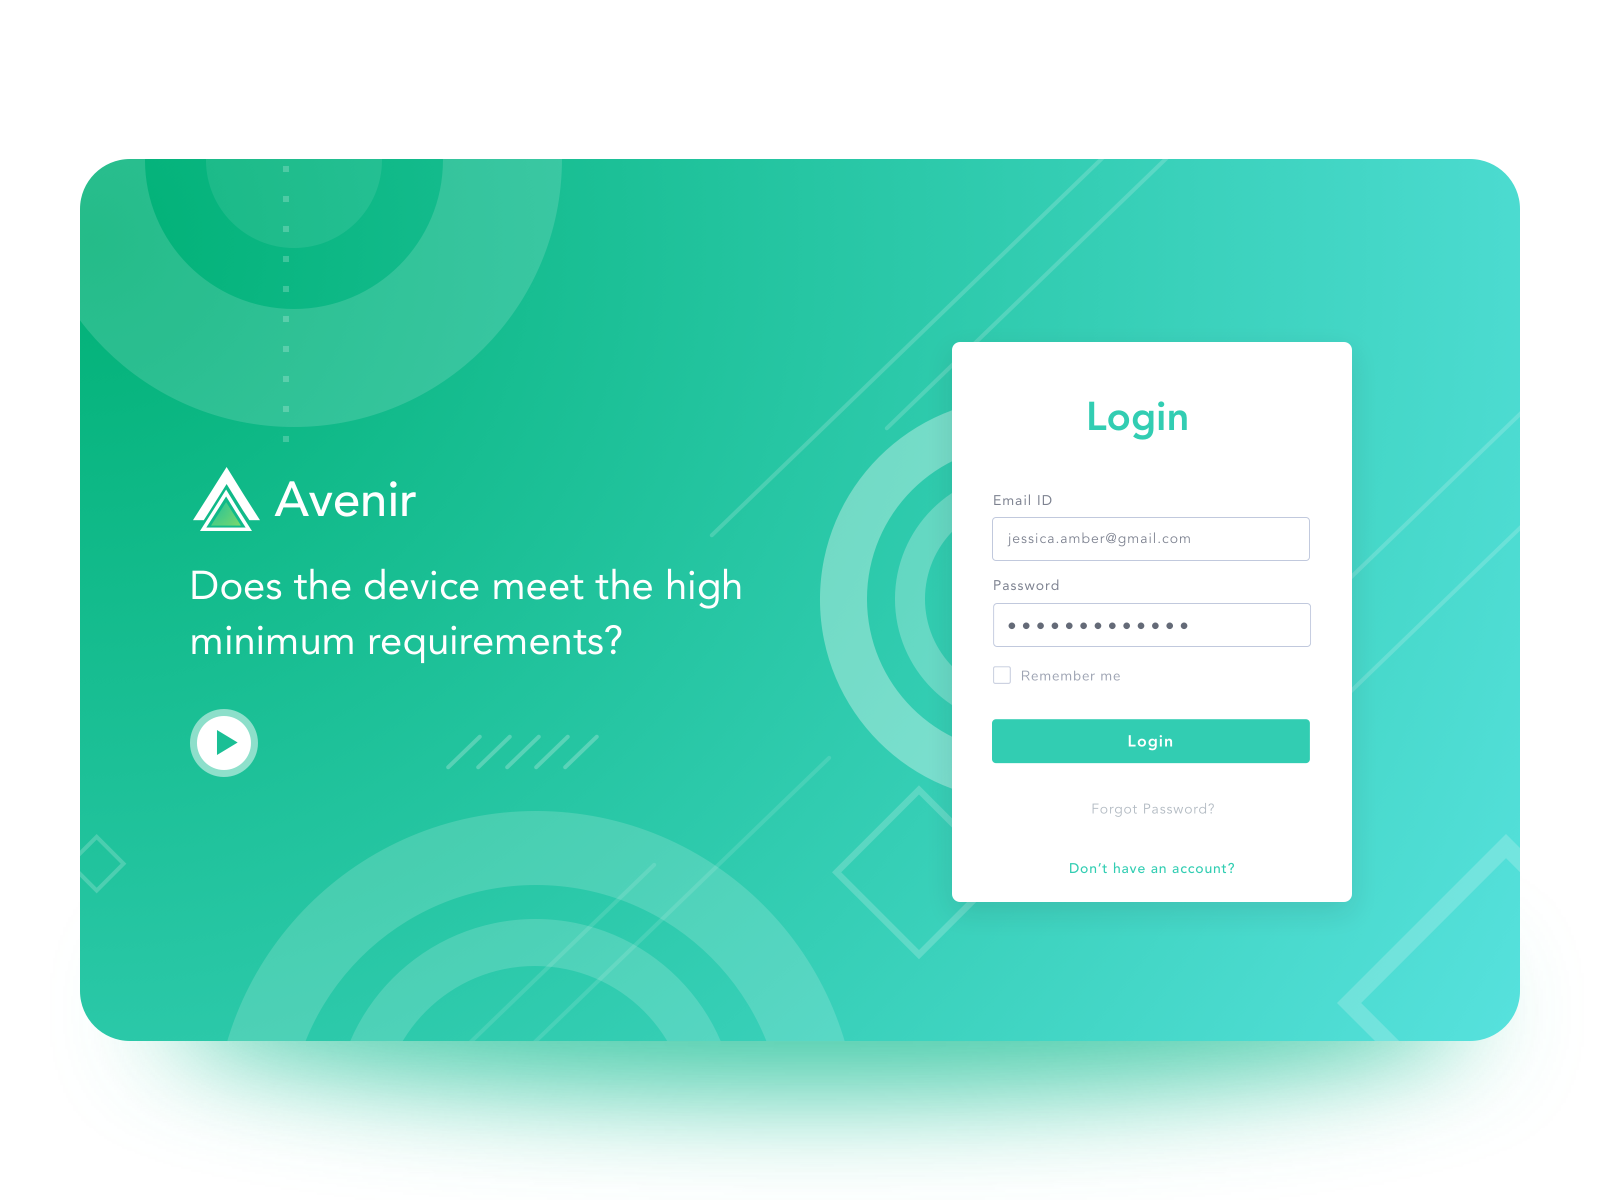 Avenir
Does the device meet the high
minimum requirements?
Login
Email ID
jessica.amber@gmail.com
Password
Remember me
Login
Forgot Password?
Don’t have an account?